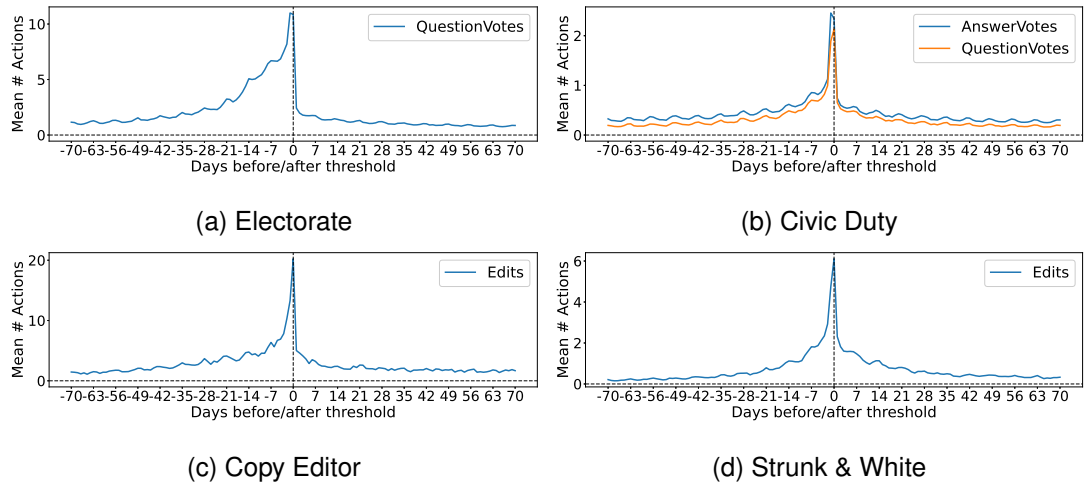 Mean # Actions
10
5
0
QuestionVotes
-70-63-56-49-42-35-28-21-14 -7 0 7 14 21 28 35 42 49 56 63 70
Days before/after threshold
(a) Electorate
Mean # Actions
2
1
0
AnswerVotes
QuestionVotes
-70-63-56-49-42-35-28-21-14 -7 0 7 14 21 28 35 42 49 56 63 70
Days before/after threshold
(b) Civic Duty
Mean # Actions
20
10
0
Edits
-70-63-56-49-42-35-28-21-14 -7 0 7 14 21 28 35 42 49 56 63 70
Days before/after threshold
(c) Copy Editor
Mean # Actions
6
4
2
0
Edits
-70-63-56-49-42-35-28-21-14 -7 0 7 14 21 28 35 42 49 56 63 70
Days before/after threshold
(d) Strunk & White